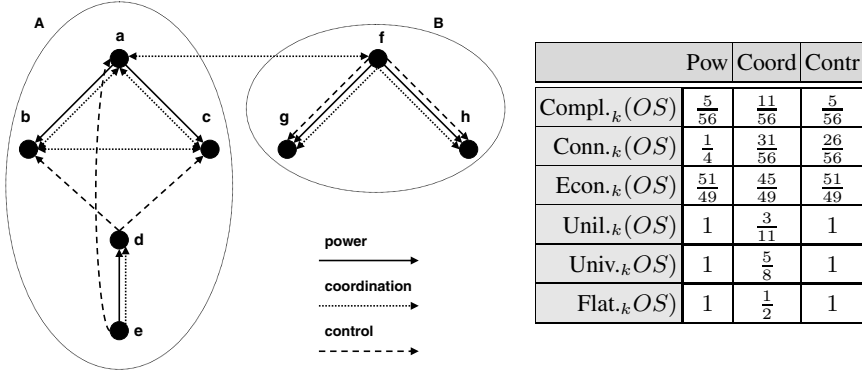 A
B
a
f
b
c
g
h
d
e
power
coordination
control
Pow Coord Contr
Compl.ₖ(OS) 5/56 11/56 5/56
Conn.ₖ(OS) 1/4 31/56 26/56
Econ.ₖ(OS) 51/49 45/49 51/49
Unil.ₖ(OS) 1 3/11 1
Univ.ₖOS) 1 5/8 1
Flat.ₖOS) 1 1/2 1